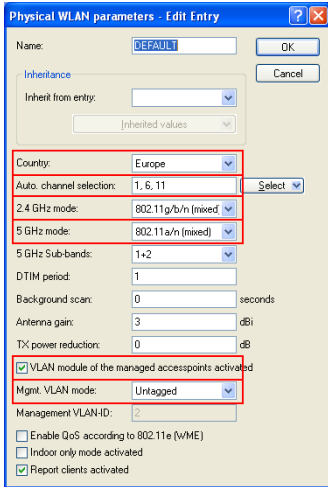 Physical WLAN parameters - Edit Entry
Name: DEFAULT OK
Inheritance Cancel
Inherit from entry:
Inherited values
Country: Europe
Auto. channel selection: 1, 6, 11 Select
2.4 GHz mode: 802.11g/b/n (mixed)
5 GHz mode: 802.11a/n (mixed)
5 GHz Sub-bands: 1+2
DTIM period: 1
Background scan: 0 seconds
Antenna gain: 3 dBi
TX power reduction: 0 dB
VLAN module of the managed accesspoints activated
Mgmt. VLAN mode: Untagged
Management VLAN-ID: 2
Enable QoS according to 802.11e (WME)
Indoor only mode activated
Report clients activated